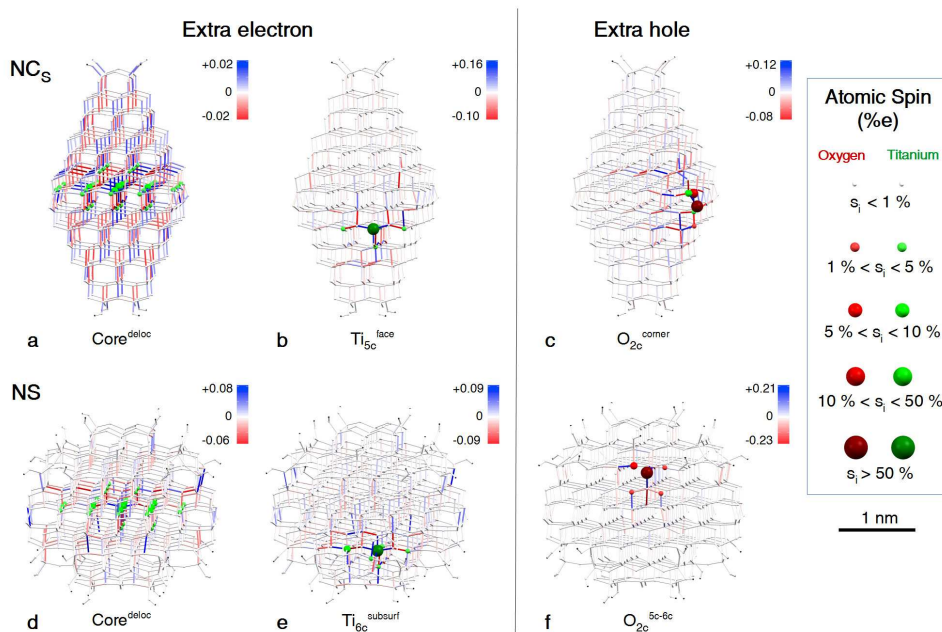 Extra electron
Extra hole
NC_S
+0.02
0
-0.02
+0.16
0
-0.10
+0.12
0
-0.08
a
Core^deloc
b
Ti_5c^face
c
O_2c^corner
NS
+0.08
0
-0.06
+0.09
0
-0.09
+0.21
0
-0.23
d
Core^deloc
e
Ti_6c^subsurf
f
O_2c^5c-6c
Atomic Spin
(%e)
Oxygen Titanium
s_i < 1 %
1 % < s_i < 5 %
5 % < s_i < 10 %
10 % < s_i < 50 %
s_i > 50 %
1 nm